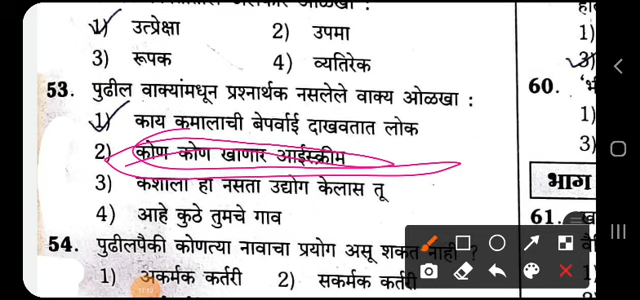 1) उत्प्रेक्षा 2) उपमा
3) रूपक 4) व्यतिरेक
53. पुढील वाक्यांमधून प्रश्नार्थक नसलेले वाक्य ओळखा :
1) काय कमालाची बेपर्वाई दाखवतात लोक
2) कोण कोण खाणार आईस्क्रीम
3) कशाला हा नसता उद्योग केलास तू
4) आहे कुठे तुमचे गाव
54. पुढीलपैकी कोणत्या नावाचा प्रयोग असू शकत नाही ?
1) अकर्मक कर्तरी 2) सकर्मक कर्तरी
1)
3)
60.
1)
3)
भाग
61.